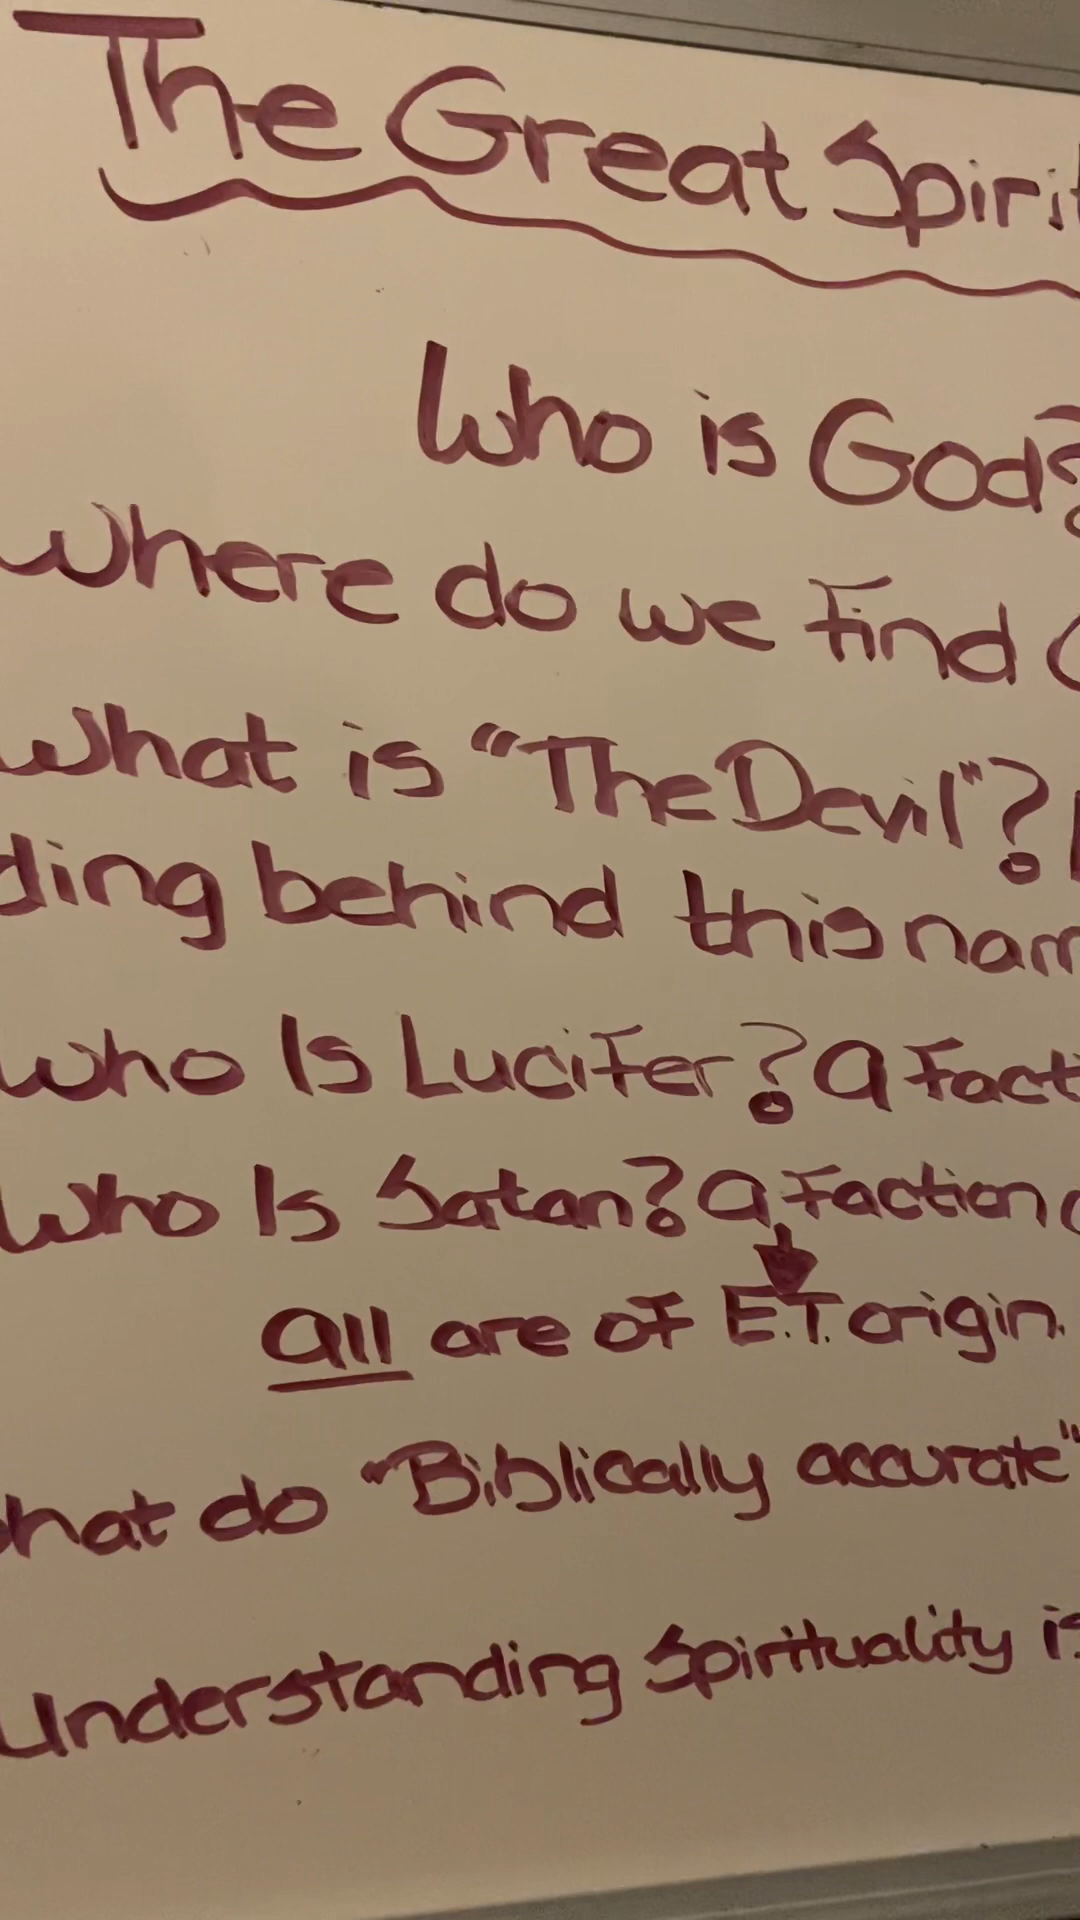 The Great Spirit
Who is God?
Where do we find
What is "The Devil"?
ding behind this nam
Who Is Lucifer? a fact
Who Is Satan? a faction
all are of E.T. origin.
hat do "Biblically accurate"
Understanding Spirituality is